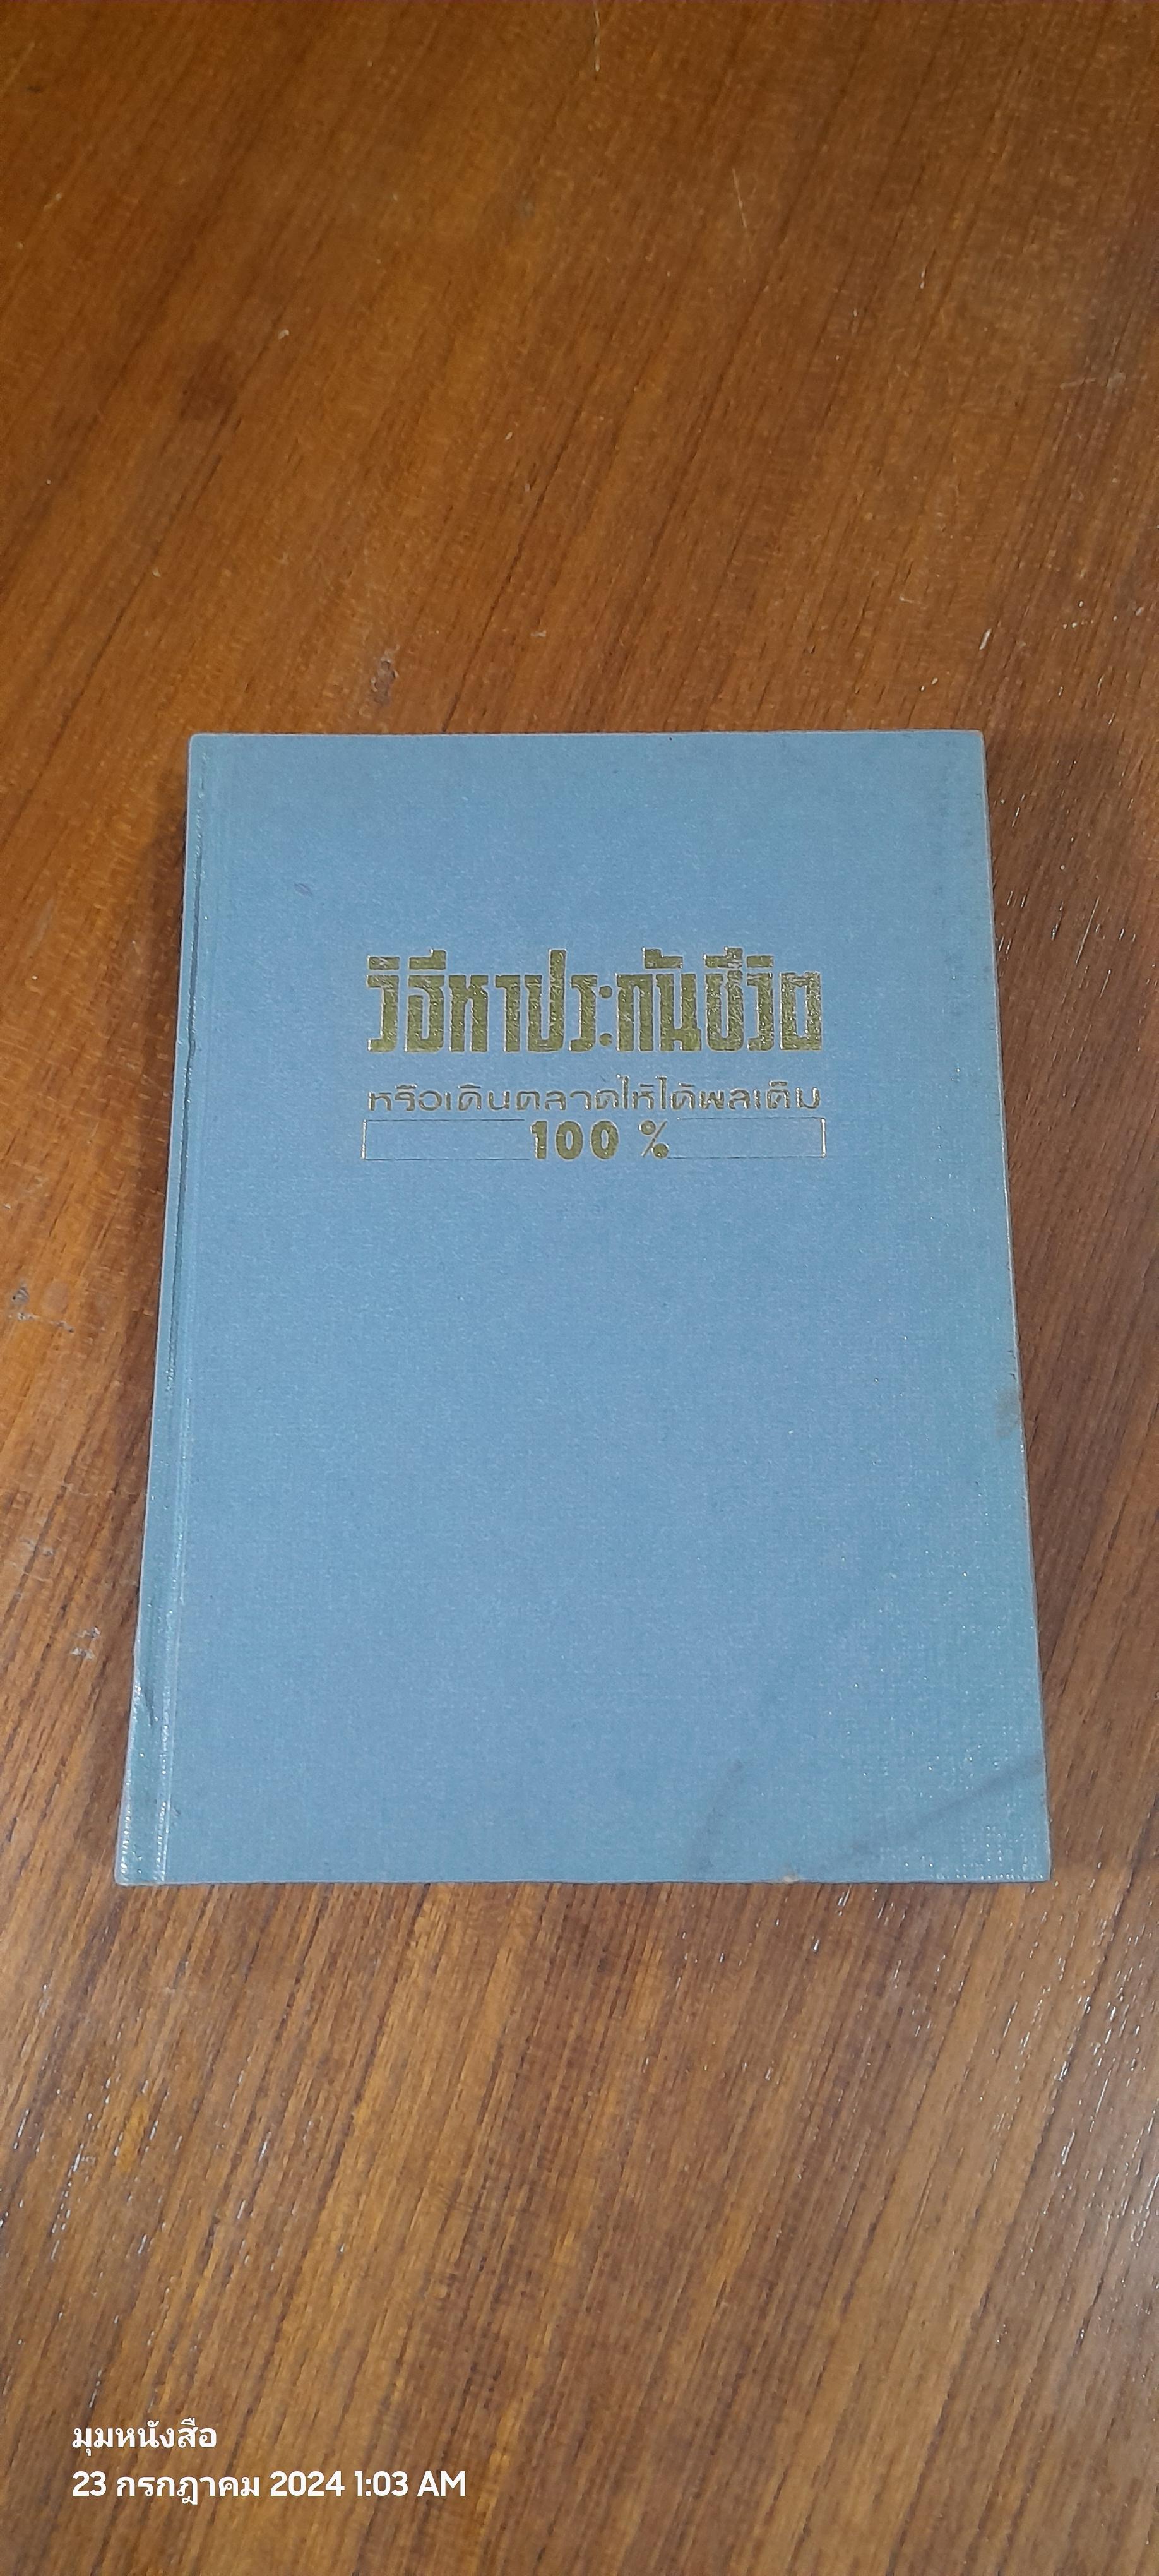 วิธีหาประกันชีวิต
หรือเดินตลาดให้ได้ผลเต็ม
100 %
มุมหนังสือ
23 กรกฎาคม 2024 1:03 AM